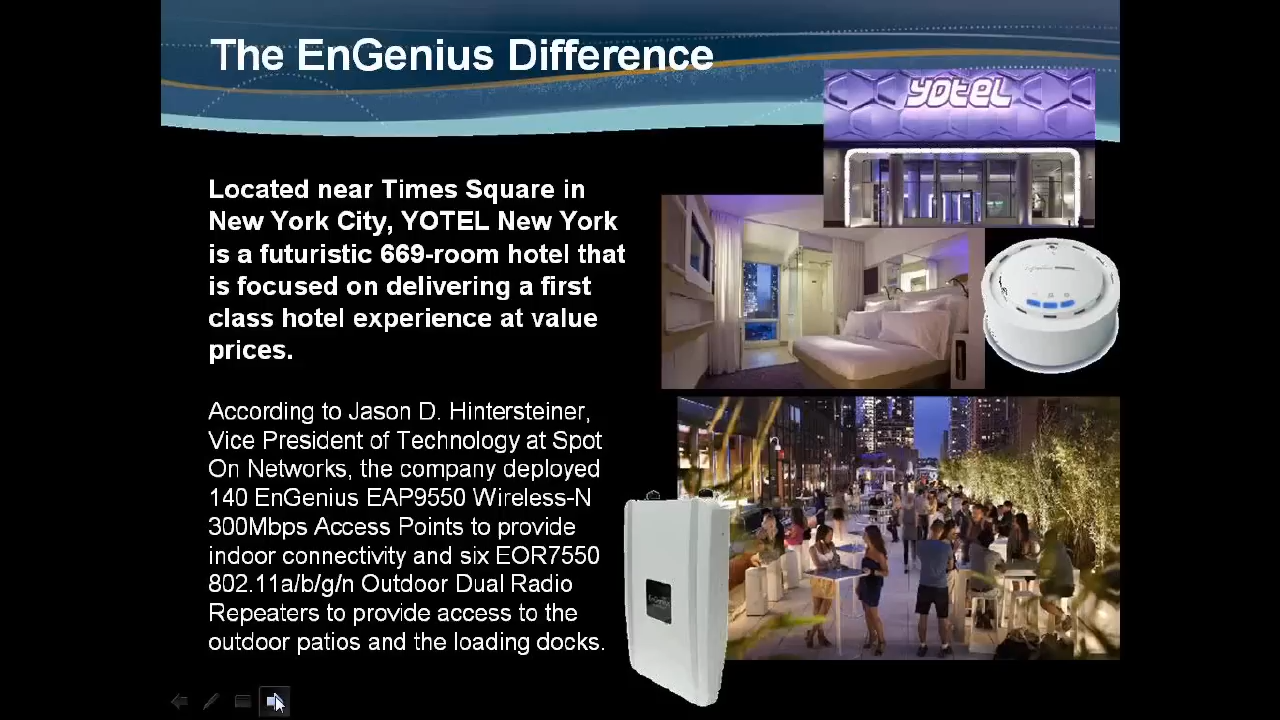 The EnGenius Difference
YOTEL
Located near Times Square in
New York City, YOTEL New York
is a futuristic 669-room hotel that
is focused on delivering a first
class hotel experience at value
prices.
According to Jason D. Hintersteiner,
Vice President of Technology at Spot
On Networks, the company deployed
140 EnGenius EAP9550 Wireless-N
300Mbps Access Points to provide
indoor connectivity and six EOR7550
802.11a/b/g/n Outdoor Dual Radio
Repeaters to provide access to the
outdoor patios and the loading docks.
EnGenius